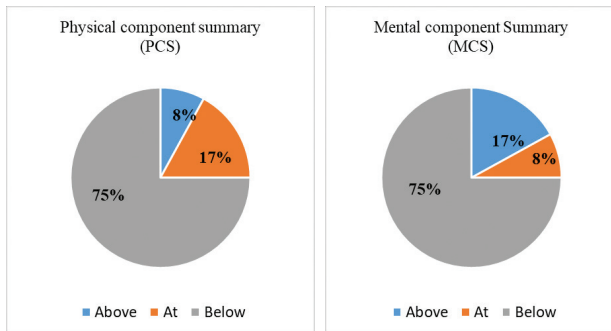 Physical component summary
(PCS)
8%
17%
75%
Above At Below
Mental component Summary
(MCS)
17%
8%
75%
Above At Below